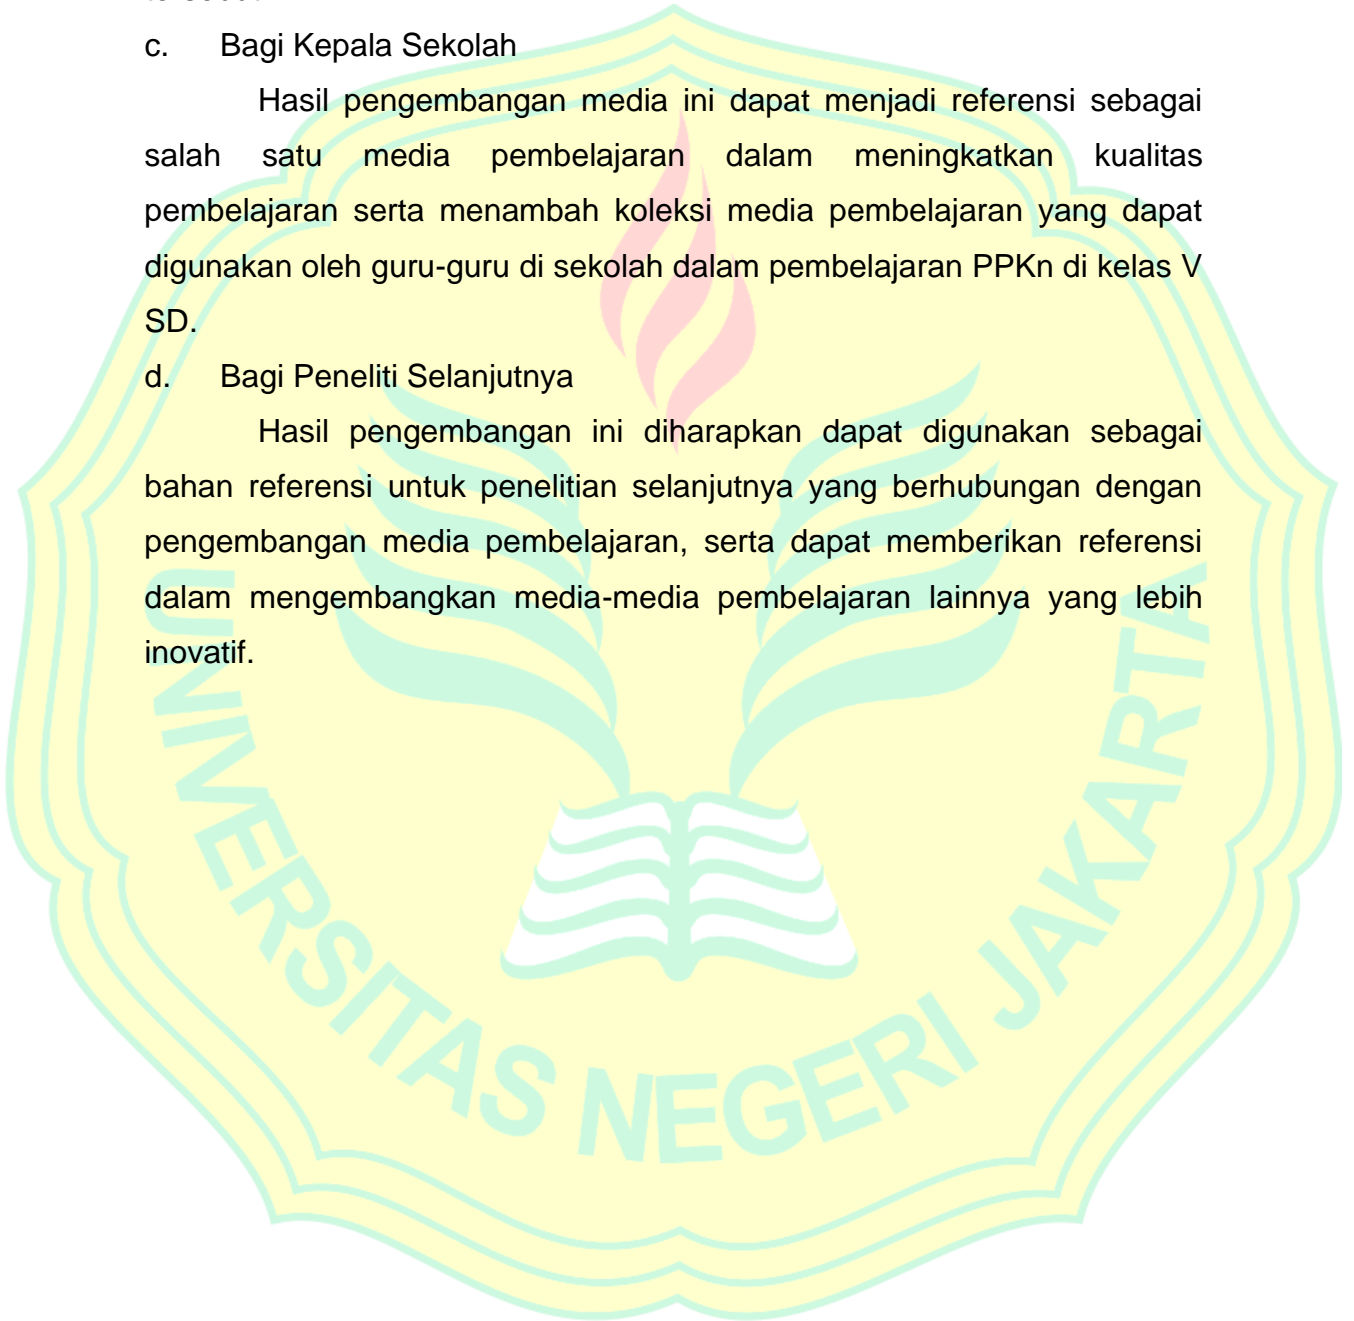 c. Bagi Kepala Sekolah
Hasil pengembangan media ini dapat menjadi referensi sebagai
salah satu media pembelajaran dalam meningkatkan kualitas
pembelajaran serta menambah koleksi media pembelajaran yang dapat
digunakan oleh guru-guru di sekolah dalam pembelajaran PPKn di kelas V
SD.
d. Bagi Peneliti Selanjutnya
Hasil pengembangan ini diharapkan dapat digunakan sebagai
bahan referensi untuk penelitian selanjutnya yang berhubungan dengan
pengembangan media pembelajaran, serta dapat memberikan referensi
dalam mengembangkan media-media pembelajaran lainnya yang lebih
inovatif.
UNIVERSITAS NEGERI JAKARTA